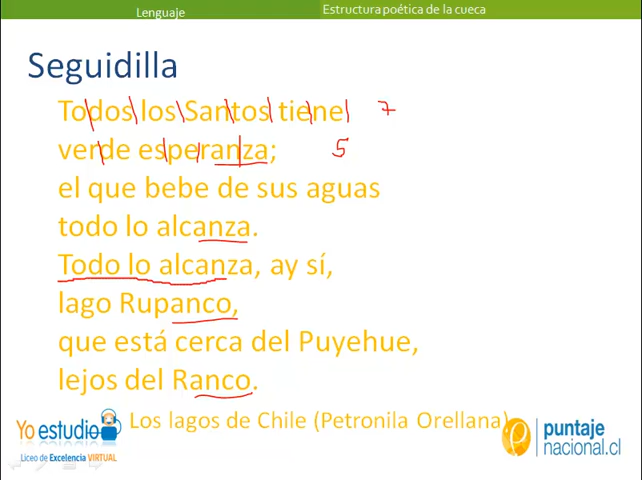 Lenguaje
Estructura poética de la cueca
Seguidilla
Todos los Santos tiene 7
verde esperanza; 5
el que bebe de sus aguas
todo lo alcanza.
Todo lo alcanza, ay sí,
lago Rupanco,
que está cerca del Puyehue,
lejos del Ranco.
Los lagos de Chile (Petronila Orellana)
Yo estudio
Liceo de Excelencia VIRTUAL
puntaje
nacional.cl